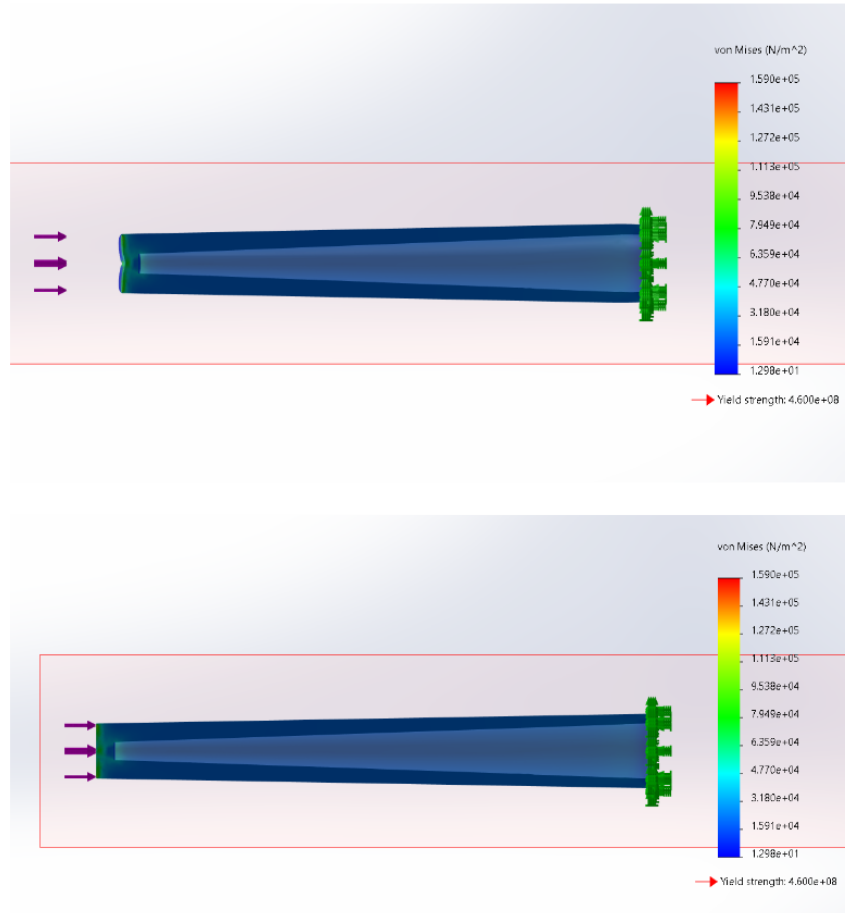 von Mises (N/m^2)
1.590e+05
1.431e+05
1.272e+05
1.113e+05
9.538e+04
7.949e+04
6.359e+04
4.770e+04
3.180e+04
1.591e+04
1.298e+01
Yield strength: 4.600e+08
von Mises (N/m^2)
1.590e+05
1.431e+05
1.272e+05
1.113e+05
9.538e+04
7.949e+04
6.359e+04
4.770e+04
3.180e+04
1.591e+04
1.298e+01
Yield strength: 4.600e+08